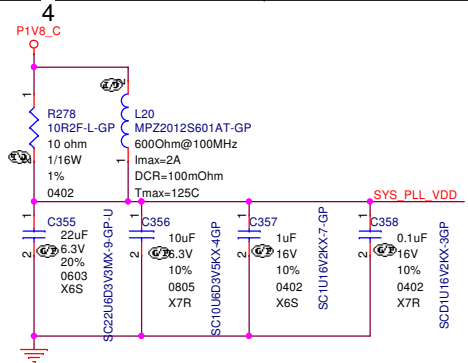 4
P1V8_C
1
R278
10R2F-L-GP
10 ohm
1/16W
1%
0402
2
L20
MPZ2012S601AT-GP
600Ohm@100MHz
Imax=2A
DCR=100mOhm
Tmax=125C
1
SYS_PLL_VDD
1
C355
22uF
6.3V
20%
0603
X6S
2
SC22U6D3V3MX-9-GP-U
1
C356
10uF
6.3V
10%
0805
X7R
2
SC10U6D3V5KX-4GP
1
C357
1uF
16V
10%
0402
X6S
2
SC1U16V2KX-7-GP
1
C358
0.1uF
16V
10%
0402
X7R
2
SCD1U16V2KX-3GP